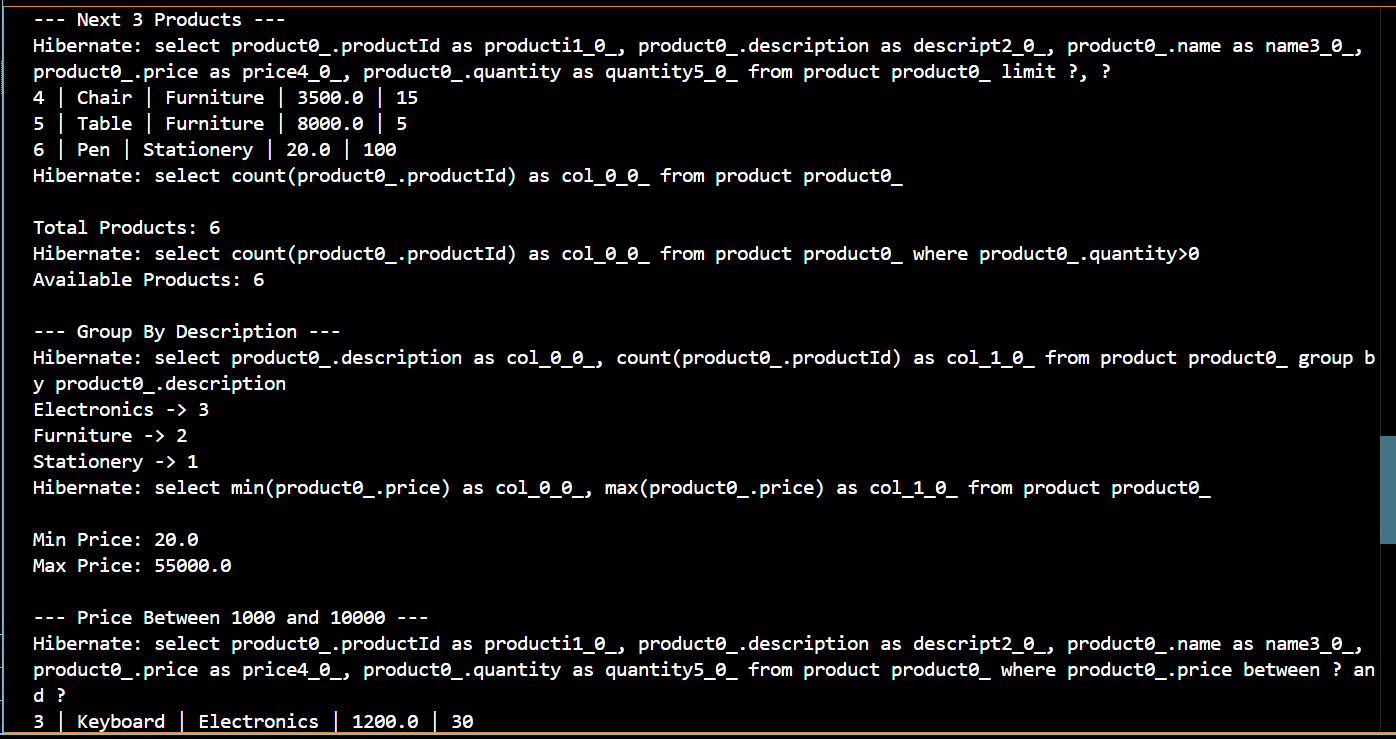 --- Next 3 Products ---
Hibernate: select product0_.productId as producti1_0_, product0_.description as descript2_0_, product0_.name as name3_0_,
product0_.price as price4_0_, product0_.quantity as quantity5_0_ from product product0_ limit ?, ?
4 | Chair | Furniture | 3500.0 | 15
5 | Table | Furniture | 8000.0 | 5
6 | Pen | Stationery | 20.0 | 100
Hibernate: select count(product0_.productId) as col_0_0_ from product product0_
Total Products: 6
Hibernate: select count(product0_.productId) as col_0_0_ from product product0_ where product0_.quantity>0
Available Products: 6
--- Group By Description ---
Hibernate: select product0_.description as col_0_0_, count(product0_.productId) as col_1_0_ from product product0_ group b
y product0_.description
Electronics -> 3
Furniture -> 2
Stationery -> 1
Hibernate: select min(product0_.price) as col_0_0_, max(product0_.price) as col_1_0_ from product product0_
Min Price: 20.0
Max Price: 55000.0
--- Price Between 1000 and 10000 ---
Hibernate: select product0_.productId as producti1_0_, product0_.description as descript2_0_, product0_.name as name3_0_,
product0_.price as price4_0_, product0_.quantity as quantity5_0_ from product product0_ where product0_.price between ? an
d ?
3 | Keyboard | Electronics | 1200.0 | 30